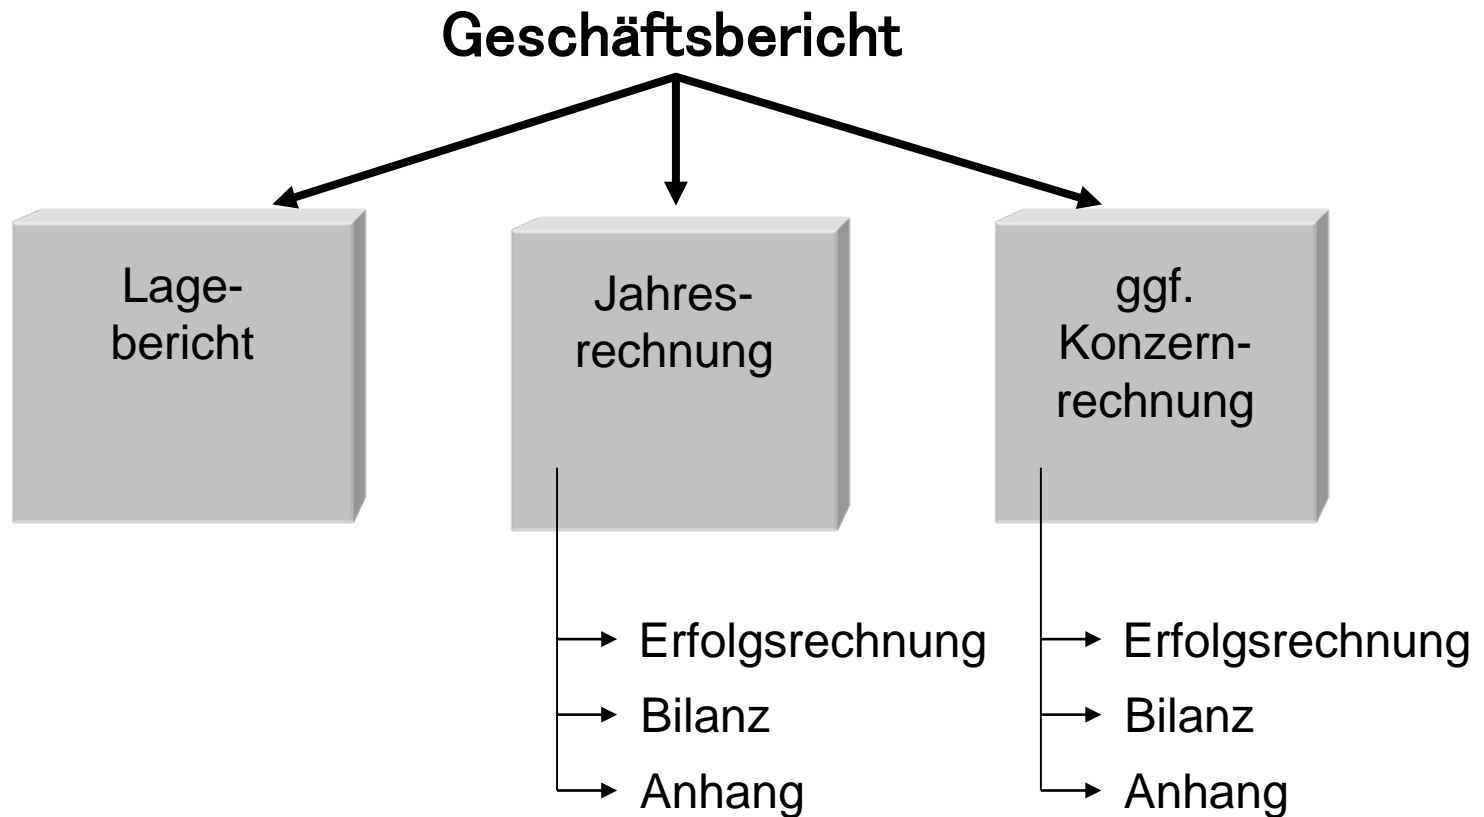 Geschäftsbericht
Lage-
bericht
Jahres-
rechnung
ggf.
Konzern-
rechnung
Erfolgsrechnung
Bilanz
Anhang
Erfolgsrechnung
Bilanz
Anhang